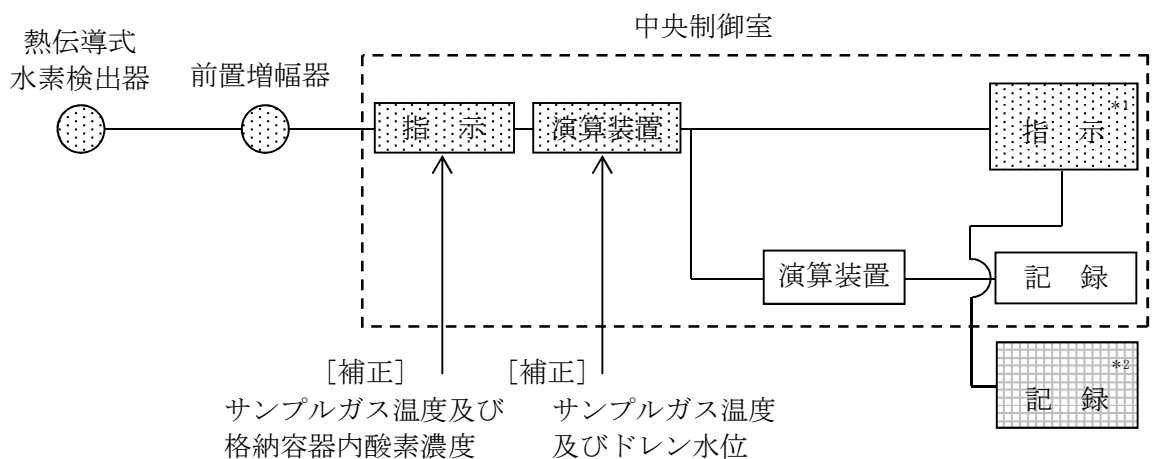 中央制御室
熱伝導式
水素検出器
前置増幅器
指 示
演算装置
*1
指 示
演算装置
記 録
*2
記 録
[補正]
サンプルガス温度及び
格納容器内酸素濃度
[補正]
サンプルガス温度
及びドレン水位